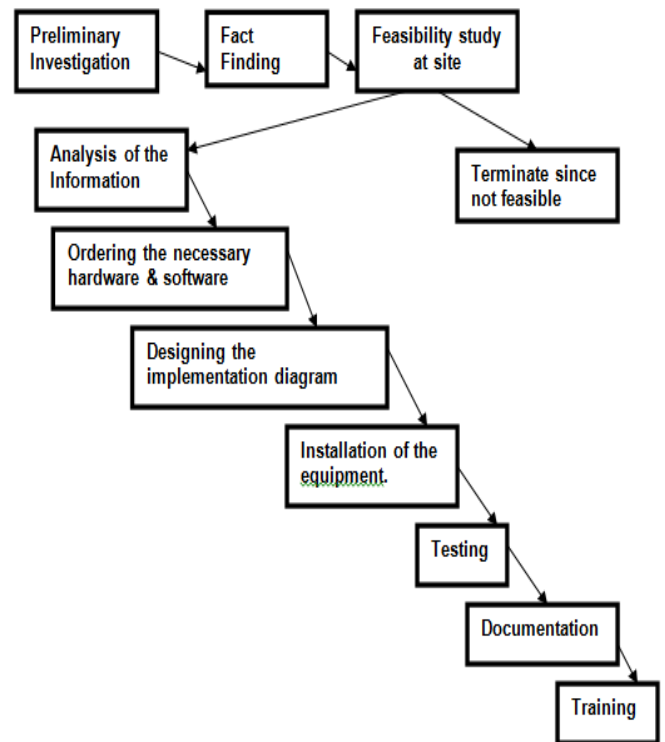 Preliminary
Investigation
Fact
Finding
Feasibility study
at site
Analysis of the
Information
Terminate since
not feasible
Ordering the necessary
hardware & software
Designing the
implementation diagram
Installation of the
equipment.
Testing
Documentation
Training